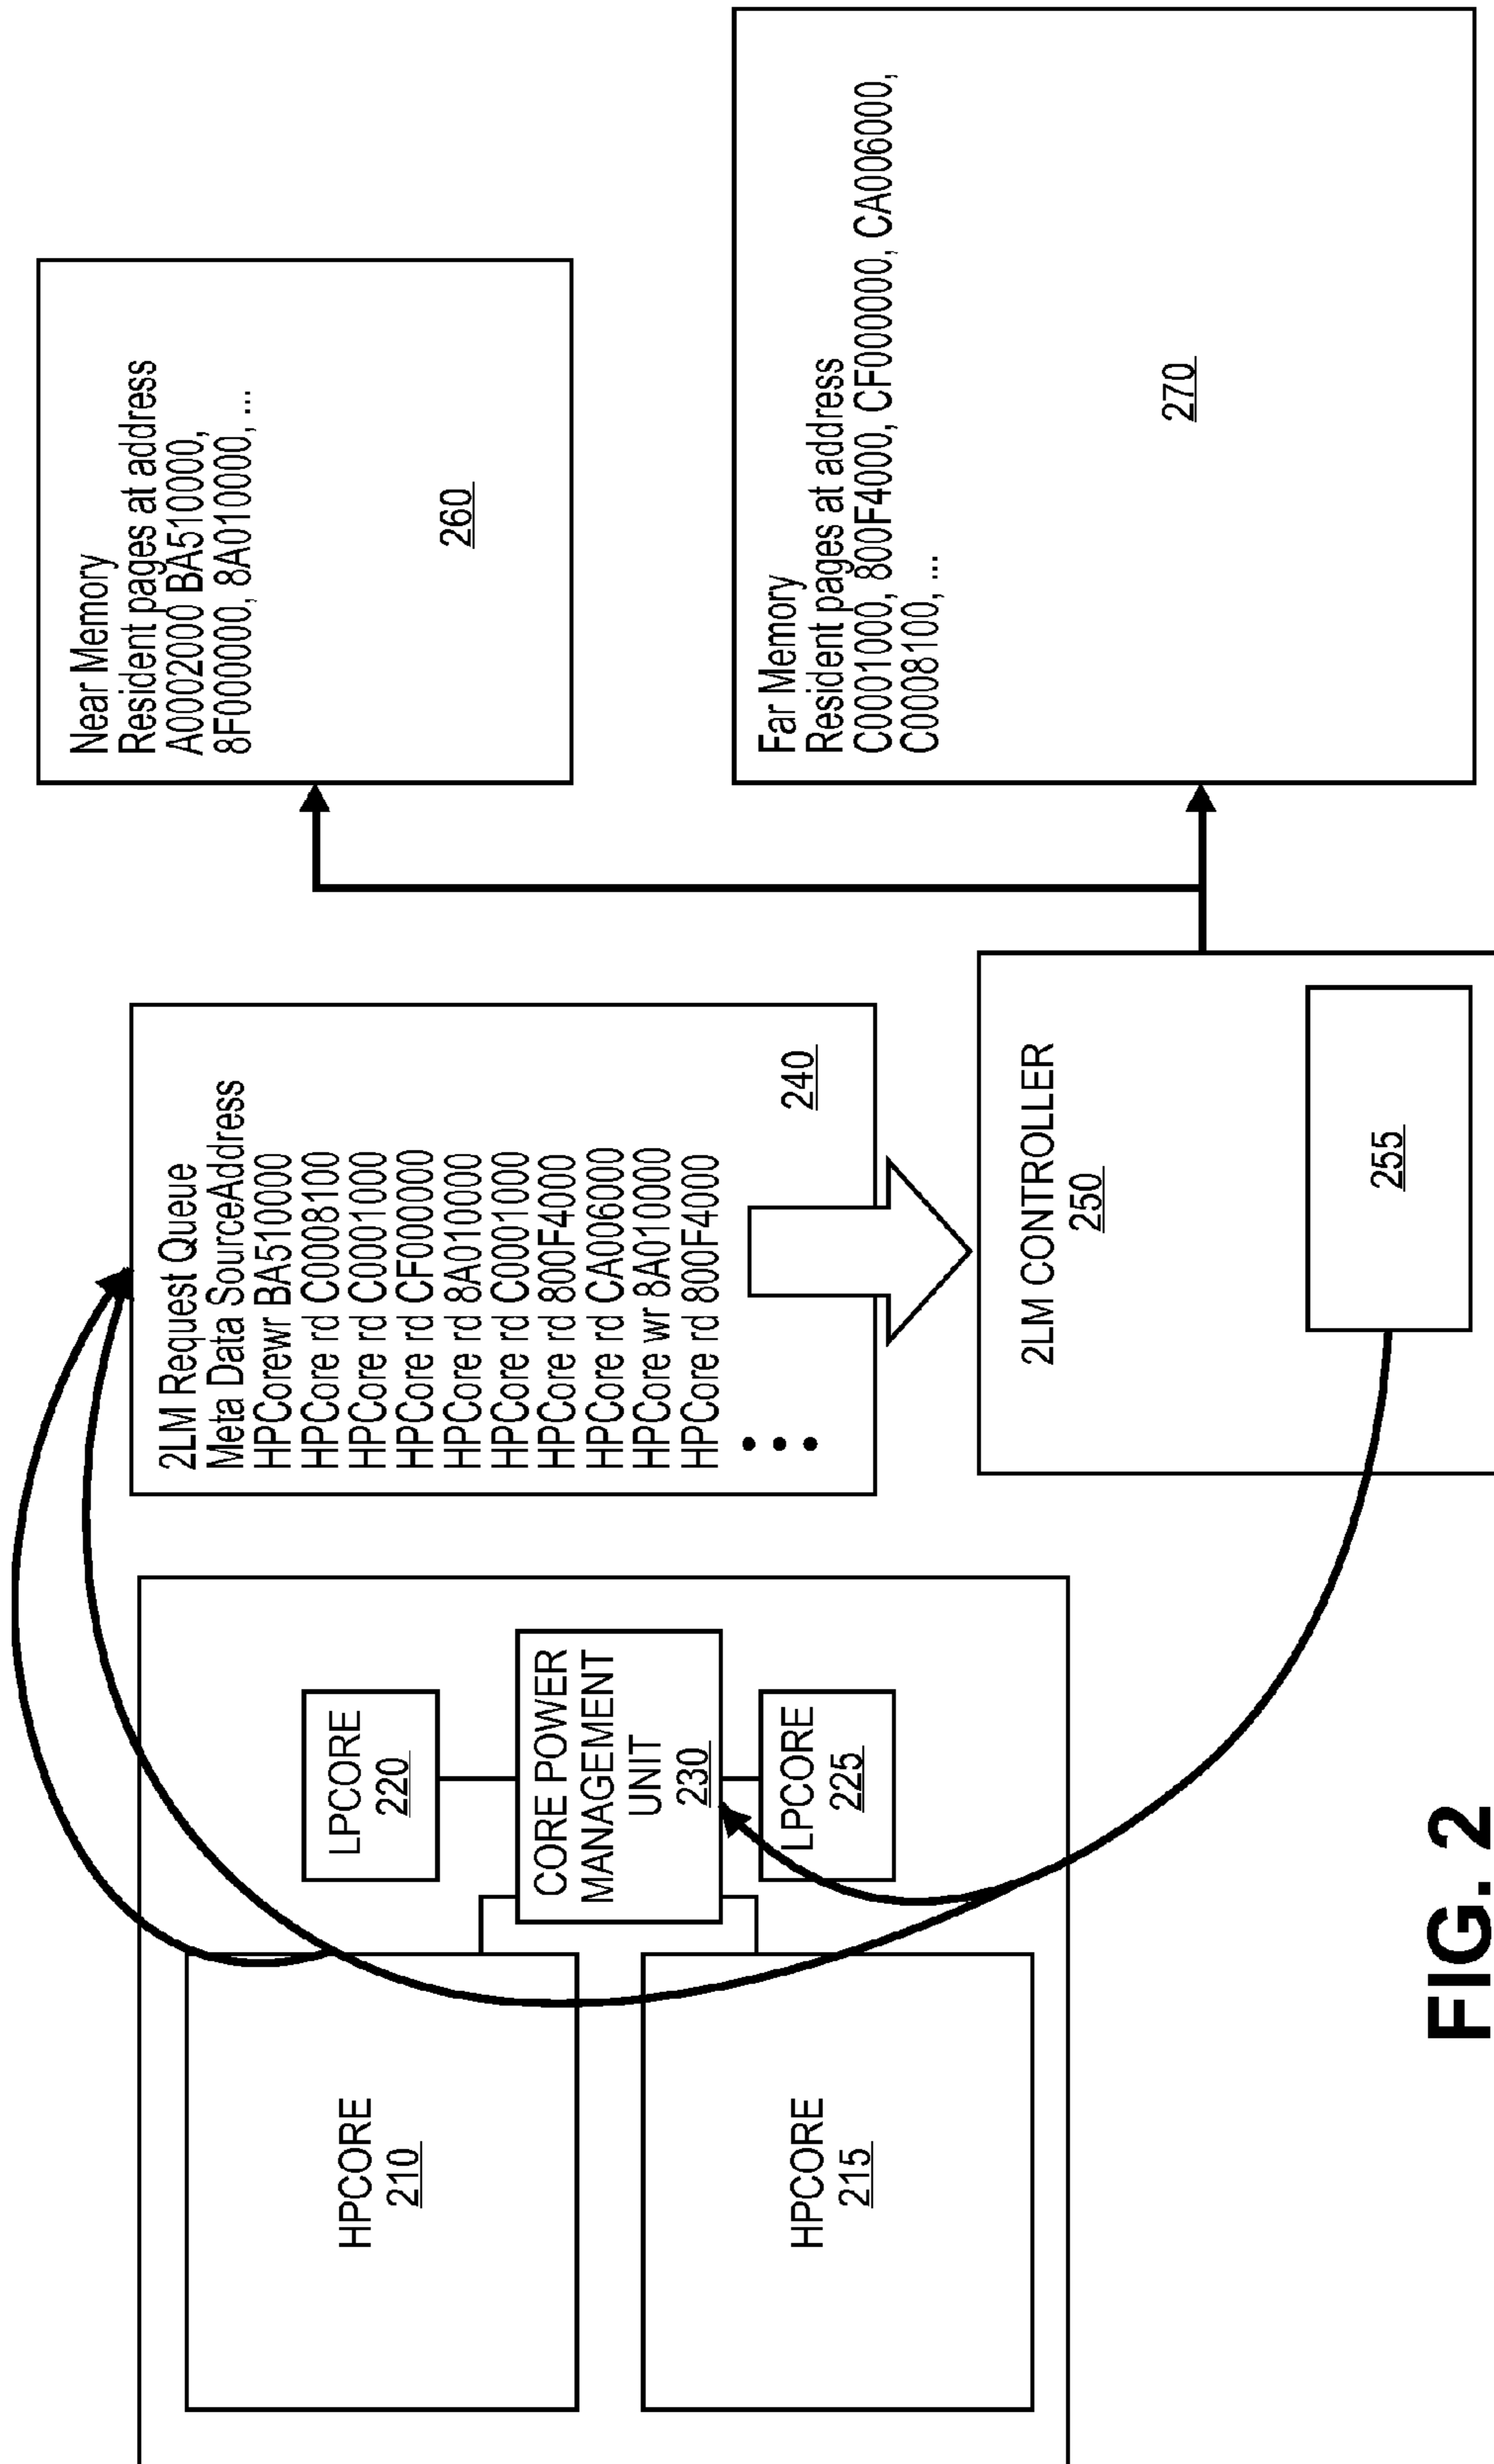 HPCORE
210
HPCORE
215
LPCORE
220
CORE POWER
MANAGEMENT
UNIT
230
LPCORE
225
2LM Request Queue
Meta Data SourceAddress
HPCorewr BA510000
HPCore rd C0008100
HPCore rd C0001000
HPCore rd CF000000
HPCore rd 8A010000
HPCore rd C0001000
HPCore rd 800F4000
HPCore rd CA006000
HPCore wr 8A010000
HPCore rd 800F4000
240
2LM CONTROLLER
250
255
Near Memory
Resident pages at address
A0002000 BA510000,
8F000000, 8A010000, ...
260
Far Memory
Resident pages at address
C0001000, 800F4000, CF000000, CA006000,
C0008100, ...
270
FIG. 2